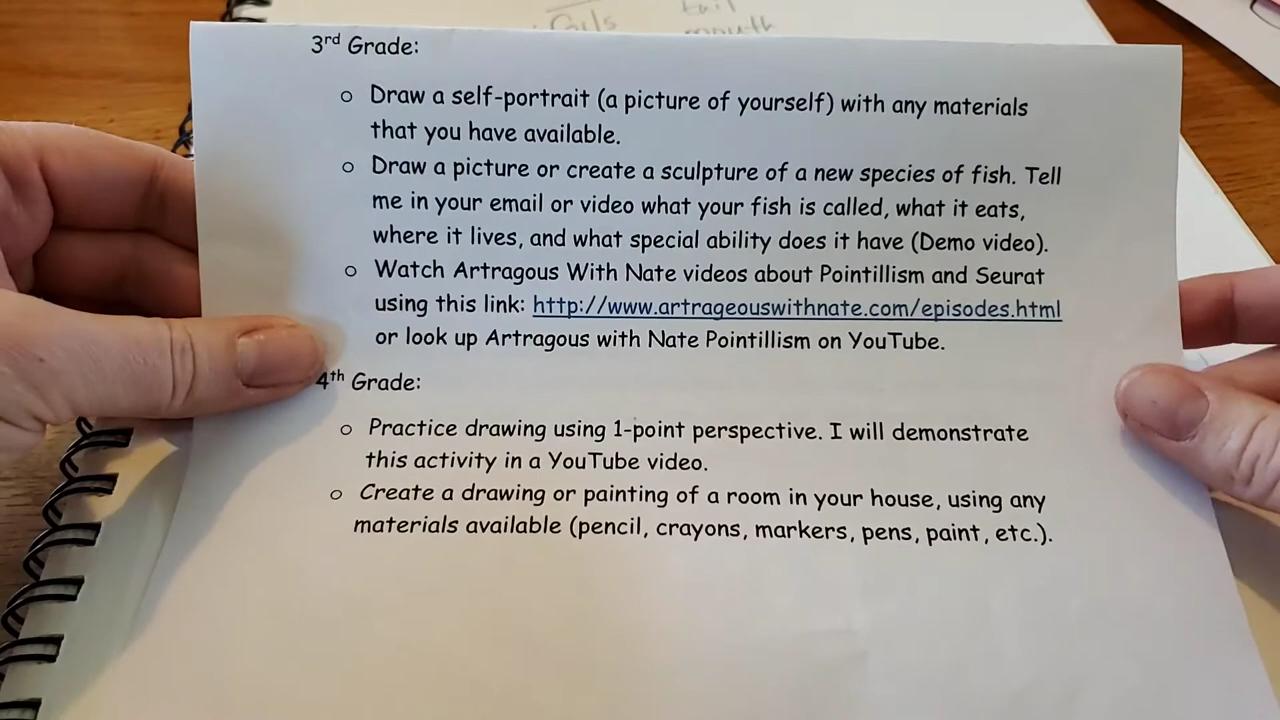 Gils tail
mouth
3rd Grade:
o Draw a self-portrait (a picture of yourself) with any materials
that you have available.
o Draw a picture or create a sculpture of a new species of fish. Tell
me in your email or video what your fish is called, what it eats,
where it lives, and what special ability does it have (Demo video).
o Watch Artragous With Nate videos about Pointillism and Seurat
using this link: http://www.artrageouswithnate.com/episodes.html
or look up Artragous with Nate Pointillism on YouTube.
4th Grade:
o Practice drawing using 1-point perspective. I will demonstrate
this activity in a YouTube video.
o Create a drawing or painting of a room in your house, using any
materials available (pencil, crayons, markers, pens, paint, etc.).